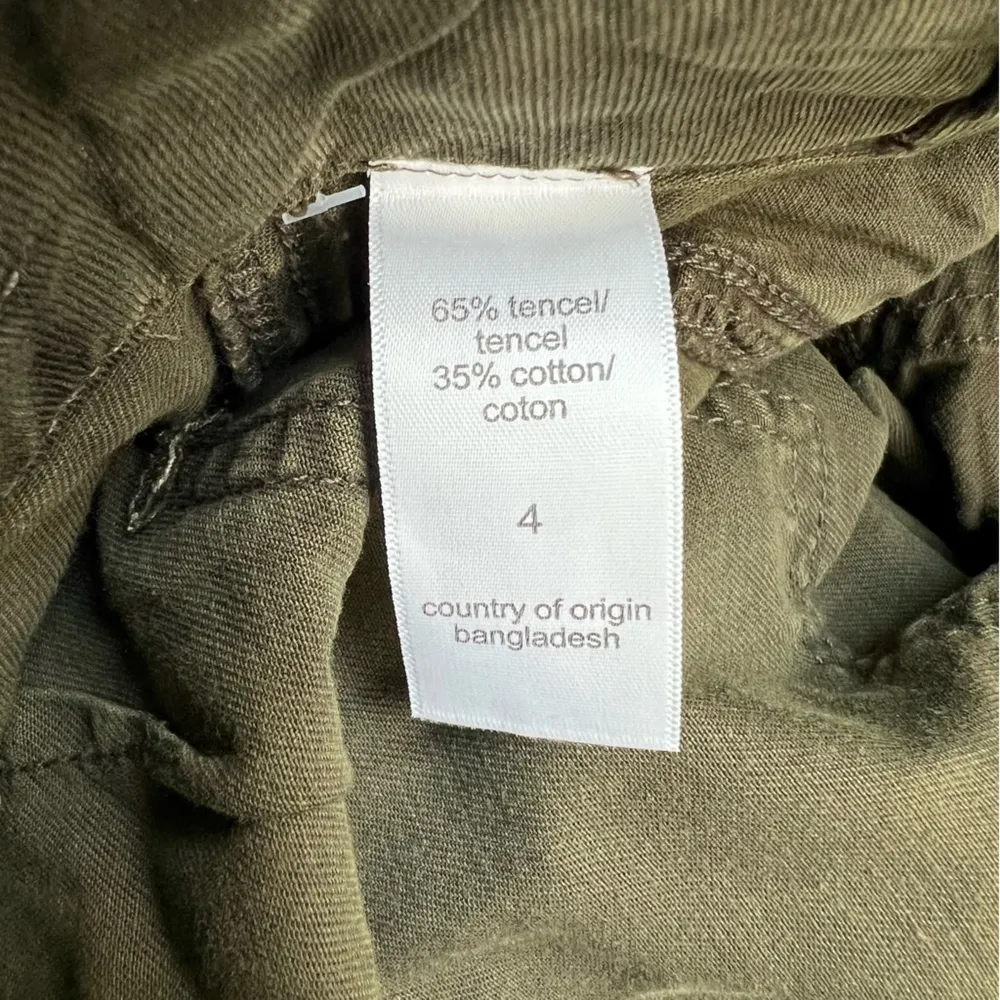 65% tencel/
tencel
35% cotton/
coton
4
country of origin
bangladesh